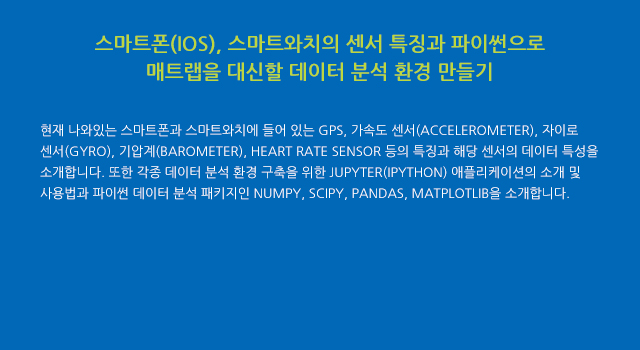 스마트폰(IOS), 스마트와치의 센서 특징과 파이썬으로
매트랩을 대신할 데이터 분석 환경 만들기
현재 나와있는 스마트폰과 스마트와치에 들어 있는 GPS, 가속도 센서(ACCELEROMETER), 자이로
센서(GYRO), 기압계(BAROMETER), HEART RATE SENSOR 등의 특징과 해당 센서의 데이터 특성을
소개합니다. 또한 각종 데이터 분석 환경 구축을 위한 JUPYTER(IPYTHON) 애플리케이션의 소개 및
사용법과 파이썬 데이터 분석 패키지인 NUMPY, SCIPY, PANDAS, MATPLOTLIB을 소개합니다.